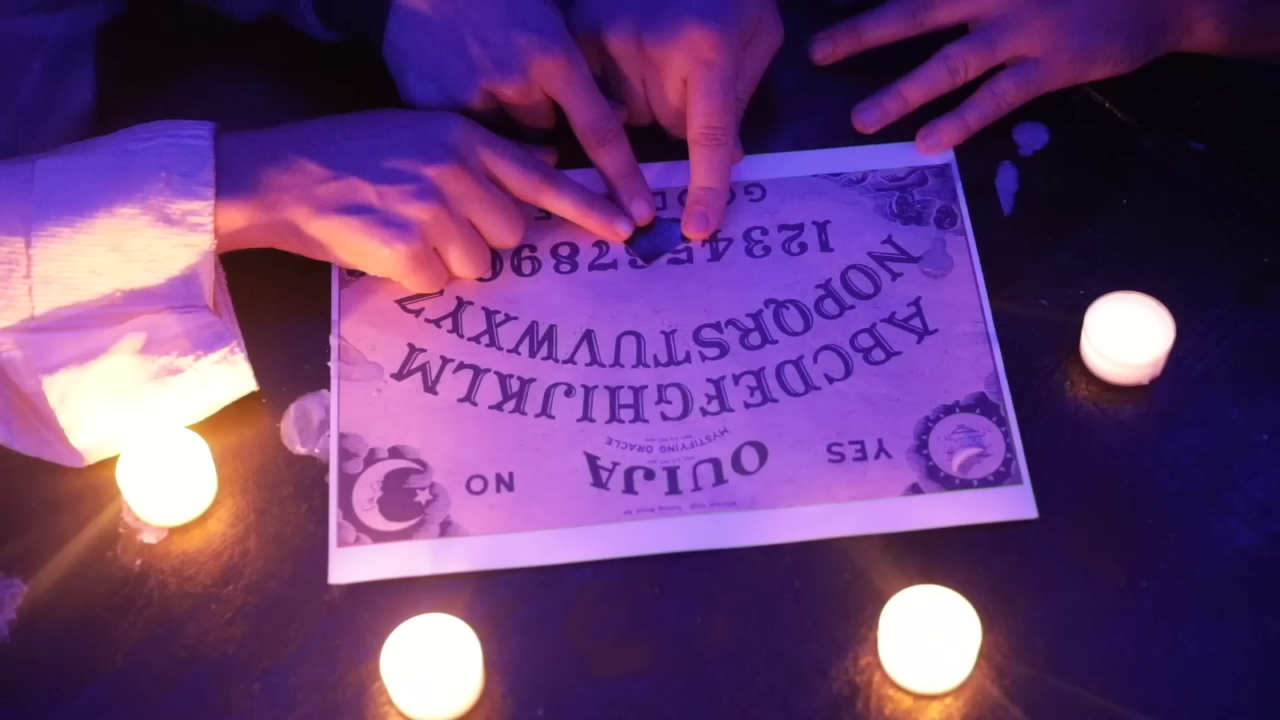 YES OUIJA NO
MYSTIFYING ORACLE
ABCDEFGHIJKLM
NOPQRSTUVWXYZ
1234567890
GOOD